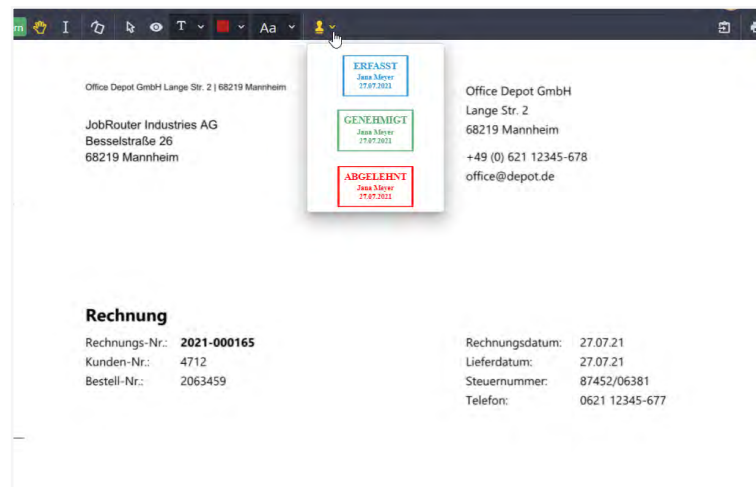 m
T
Aa
ERFASST
Jana Meyer
27.07.2021
GENEHMIGT
Jana Meyer
27.07.2021
ABGELEHNT
Jana Meyer
27.07.2021
Office Depot GmbH Lange Str. 2 | 68219 Mannheim
JobRouter Industries AG
Besselstraße 26
68219 Mannheim
Office Depot GmbH
Lange Str. 2
68219 Mannheim
+49 (0) 621 12345-678
office@depot.de
Rechnung
Rechnungs-Nr.: 2021-000165
Kunden-Nr.: 4712
Bestell-Nr.: 2063459
Rechnungsdatum: 27.07.21
Lieferdatum: 27.07.21
Steuernummer: 87452/06381
Telefon: 0621 12345-677